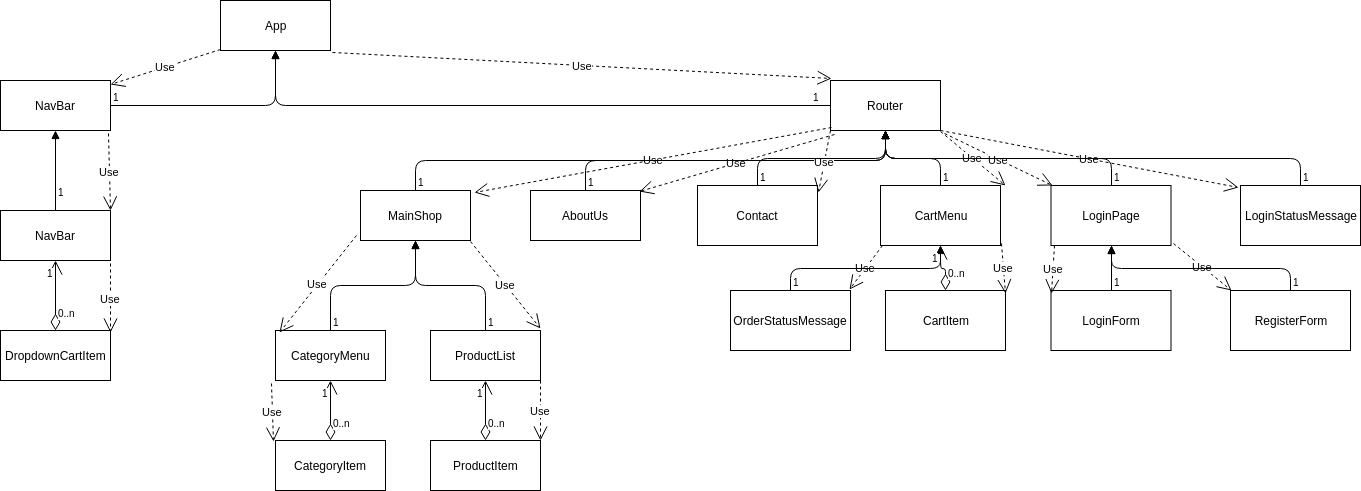 App
Use
Use
NavBar
1
1
Router
Use
1
Use
Use
Use
Use
Use
Use
1
1
1
1
1
1
NavBar
MainShop
AboutUs
Contact
CartMenu
LoginPage
LoginStatusMessage
1
Use
0..n
Use
Use
1
Use
1
0..n
Use
Use
1
Use
1
DropdownCartItem
1
1
OrderStatusMessage
CartItem
LoginForm
RegisterForm
CategoryMenu
ProductList
Use
1
0..n
1
0..n
Use
CategoryItem
ProductItem